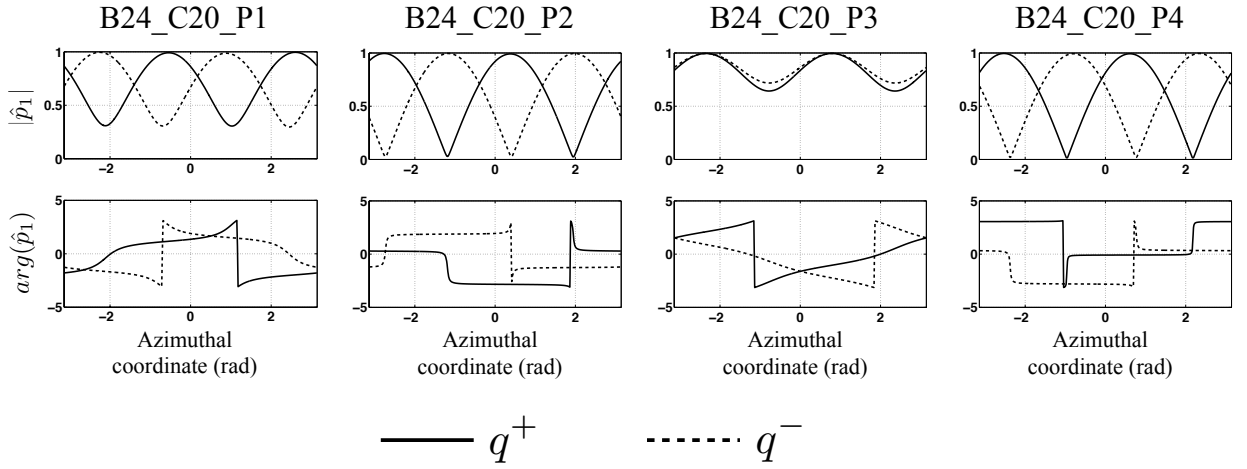 B24_C20_P1 B24_C20_P2 B24_C20_P3 B24_C20_P4
|p̂₁|
1 1 1 1
0.5 0.5 0.5 0.5
0 0 0 0
−2 0 2 −2 0 2 −2 0 2 −2 0 2
arg(p̂₁)
5 5 5 5
0 0 0 0
−5 −5 −5 −5
−2 0 2 −2 0 2 −2 0 2 −2 0 2
Azimuthal Azimuthal Azimuthal Azimuthal
coordinate (rad) coordinate (rad) coordinate (rad) coordinate (rad)
q⁺ q⁻